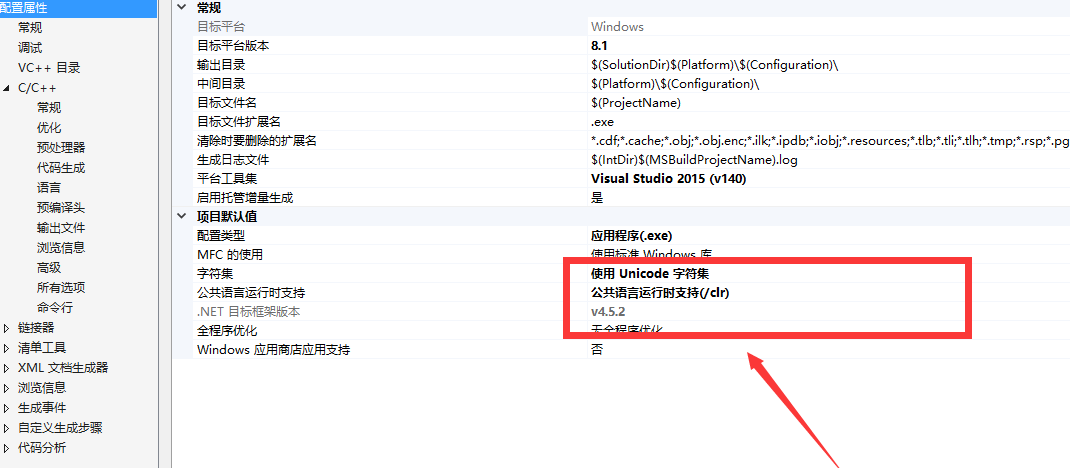 配置属性
常规
调试
VC++ 目录
C/C++
常规
优化
预处理器
代码生成
语言
预编译头
输出文件
浏览信息
高级
所有选项
命令行
链接器
清单工具
XML 文档生成器
浏览信息
生成事件
自定义生成步骤
代码分析
常规
目标平台 Windows
目标平台版本 8.1
输出目录 $(SolutionDir)$(Platform)\$(Configuration)\
中间目录 $(Platform)\$(Configuration)\
目标文件名 $(ProjectName)
目标文件扩展名 .exe
清除时要删除的扩展名 *.cdf;*.cache;*.obj;*.obj.enc;*.ilk;*.ipdb;*.iobj;*.resources;*.tlb;*.tli;*.tlh;*.tmp;*.rsp;*.pg
生成日志文件 $(IntDir)$(MSBuildProjectName).log
平台工具集 Visual Studio 2015 (v140)
启用托管增量生成 是
项目默认值
配置类型 应用程序(.exe)
MFC 的使用 使用标准 Windows 库
字符集 使用 Unicode 字符集
公共语言运行时支持 公共语言运行时支持(/clr)
.NET 目标框架版本 v4.5.2
全程序优化 无全程序优化
Windows 应用商店应用支持 否